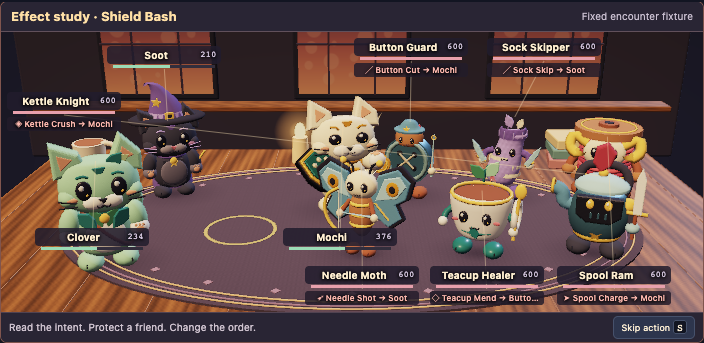 Effect study · Shield Bash
Fixed encounter fixture
Soot 210
Button Guard 600
⟋ Button Cut → Mochi
Sock Skipper 600
⟋ Sock Skip → Soot
Kettle Knight 600
◈ Kettle Crush → Mochi
Clover 234
Mochi 376
Needle Moth 600
➶ Needle Shot → Soot
Teacup Healer 600
◇ Teacup Mend → Butto...
Spool Ram 600
➤ Spool Charge → Mochi
Read the intent. Protect a friend. Change the order.
Skip action S